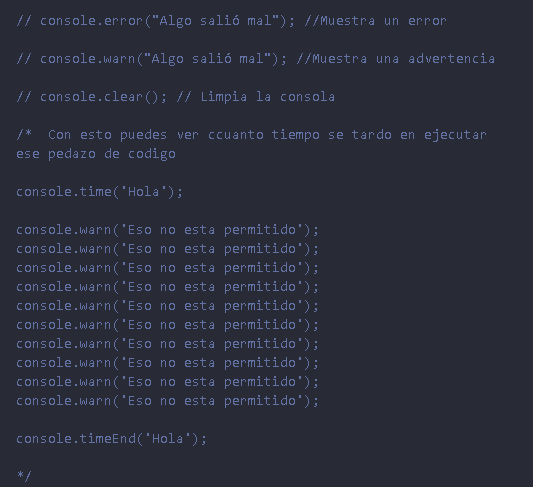 // console.error("Algo salió mal"); //Muestra un error
// console.warn("Algo salió mal"); //Muestra una advertencia
// console.clear(); // Limpia la consola
/*  Con esto puedes ver ccuanto tiempo se tardo en ejecutar
ese pedazo de codigo
console.time('Hola');
console.warn('Eso no esta permitido');
console.warn('Eso no esta permitido');
console.warn('Eso no esta permitido');
console.warn('Eso no esta permitido');
console.warn('Eso no esta permitido');
console.warn('Eso no esta permitido');
console.warn('Eso no esta permitido');
console.warn('Eso no esta permitido');
console.warn('Eso no esta permitido');
console.warn('Eso no esta permitido');
console.timeEnd('Hola');
*/